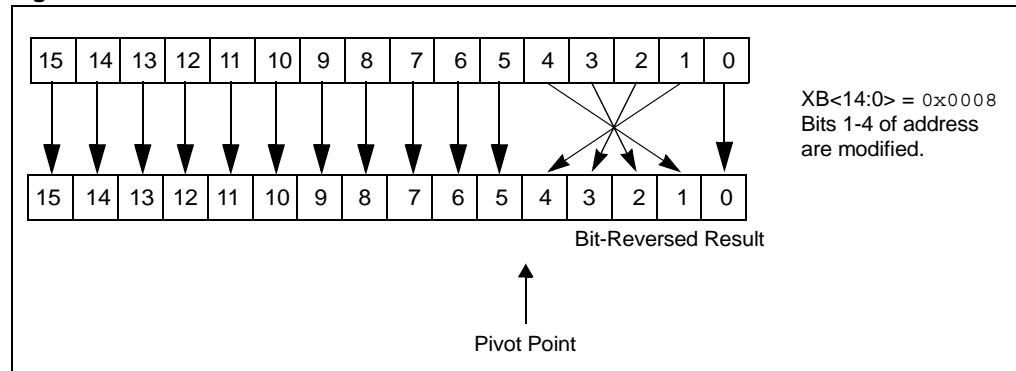 15 14 13 12 11 10 9 8 7 6 5 4 3 2 1 0
XB<14:0> = 0x0008
Bits 1-4 of address
are modified.
15 14 13 12 11 10 9 8 7 6 5 4 3 2 1 0
Bit-Reversed Result
Pivot Point